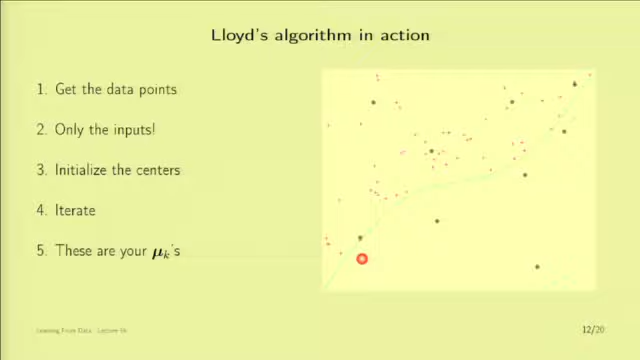 Lloyd's algorithm in action
1. Get the data points
2. Only the inputs!
3. Initialize the centers
4. Iterate
5. These are your μₖ's
Learning From Data - Lecture 16
12/20